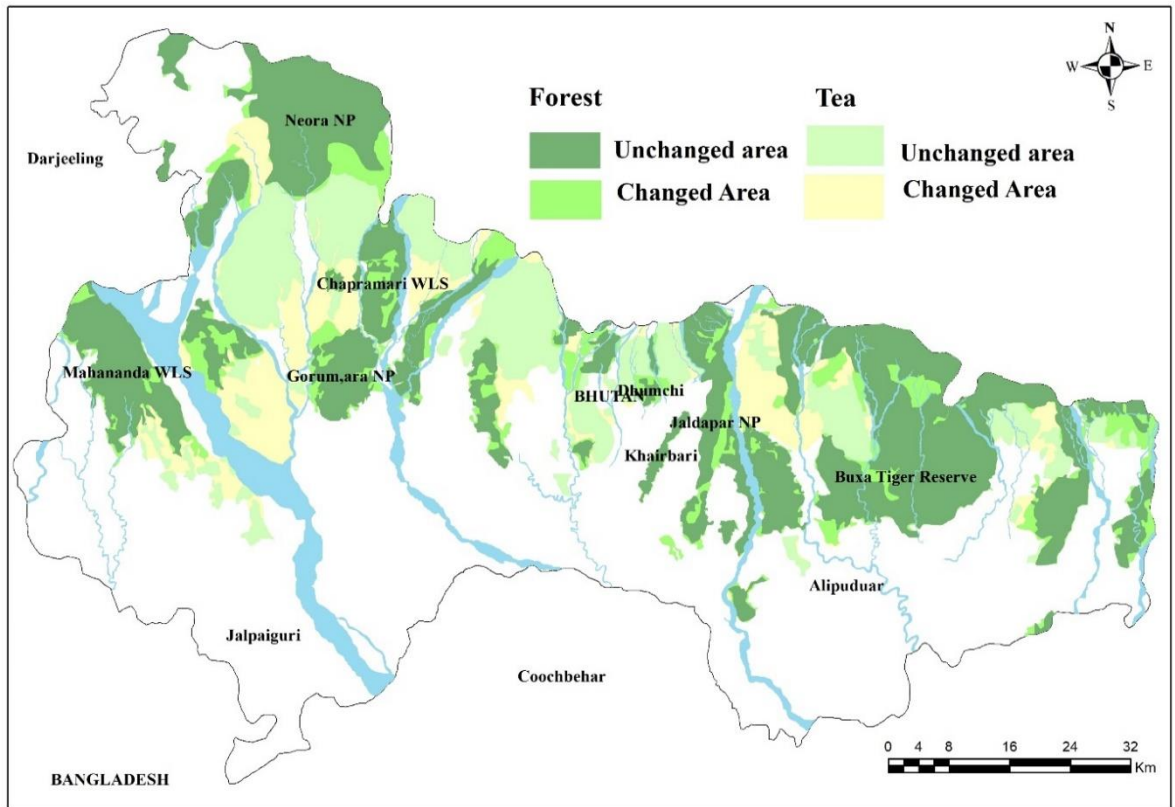 N
W E
S
Forest Tea
Neora NP
Unchanged area Unchanged area
Darjeeling
Changed Area Changed Area
Chapramari WLS
Mahananda WLS
Gorum,ara NP
BHUTAN
Dhumchi
Jaldapar NP
Khairbari
Buxa Tiger Reserve
Alipuduar
Jalpaiguri
Coochbehar
0 4 8 16 24 32
Km
BANGLADESH